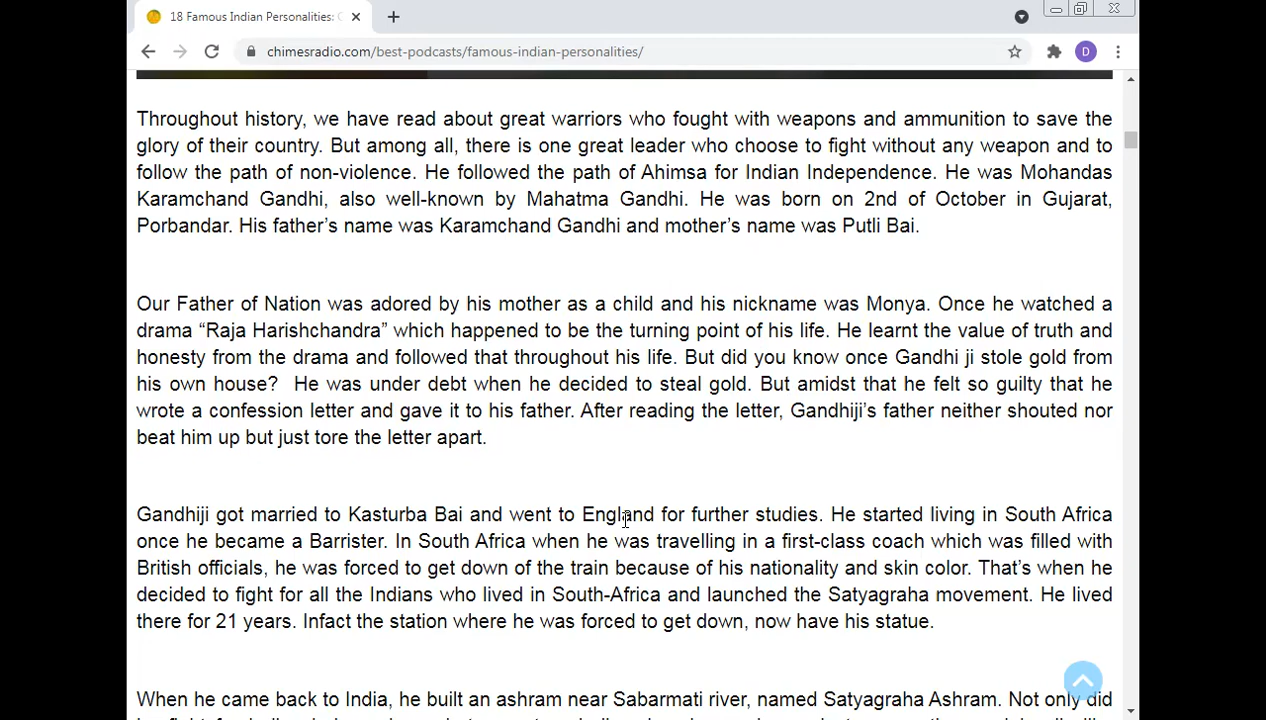 18 Famous Indian Personalities:
chimesradio.com/best-podcasts/famous-indian-personalities/
D
Throughout history, we have read about great warriors who fought with weapons and ammunition to save the
glory of their country. But among all, there is one great leader who choose to fight without any weapon and to
follow the path of non-violence. He followed the path of Ahimsa for Indian Independence. He was Mohandas
Karamchand Gandhi, also well-known by Mahatma Gandhi. He was born on 2nd of October in Gujarat,
Porbandar. His father’s name was Karamchand Gandhi and mother’s name was Putli Bai.
Our Father of Nation was adored by his mother as a child and his nickname was Monya. Once he watched a
drama “Raja Harishchandra” which happened to be the turning point of his life. He learnt the value of truth and
honesty from the drama and followed that throughout his life. But did you know once Gandhi ji stole gold from
his own house? He was under debt when he decided to steal gold. But amidst that he felt so guilty that he
wrote a confession letter and gave it to his father. After reading the letter, Gandhiji’s father neither shouted nor
beat him up but just tore the letter apart.
Gandhiji got married to Kasturba Bai and went to England for further studies. He started living in South Africa
once he became a Barrister. In South Africa when he was travelling in a first-class coach which was filled with
British officials, he was forced to get down of the train because of his nationality and skin color. That’s when he
decided to fight for all the Indians who lived in South-Africa and launched the Satyagraha movement. He lived
there for 21 years. Infact the station where he was forced to get down, now have his statue.
When he came back to India, he built an ashram near Sabarmati river, named Satyagraha Ashram. Not only did